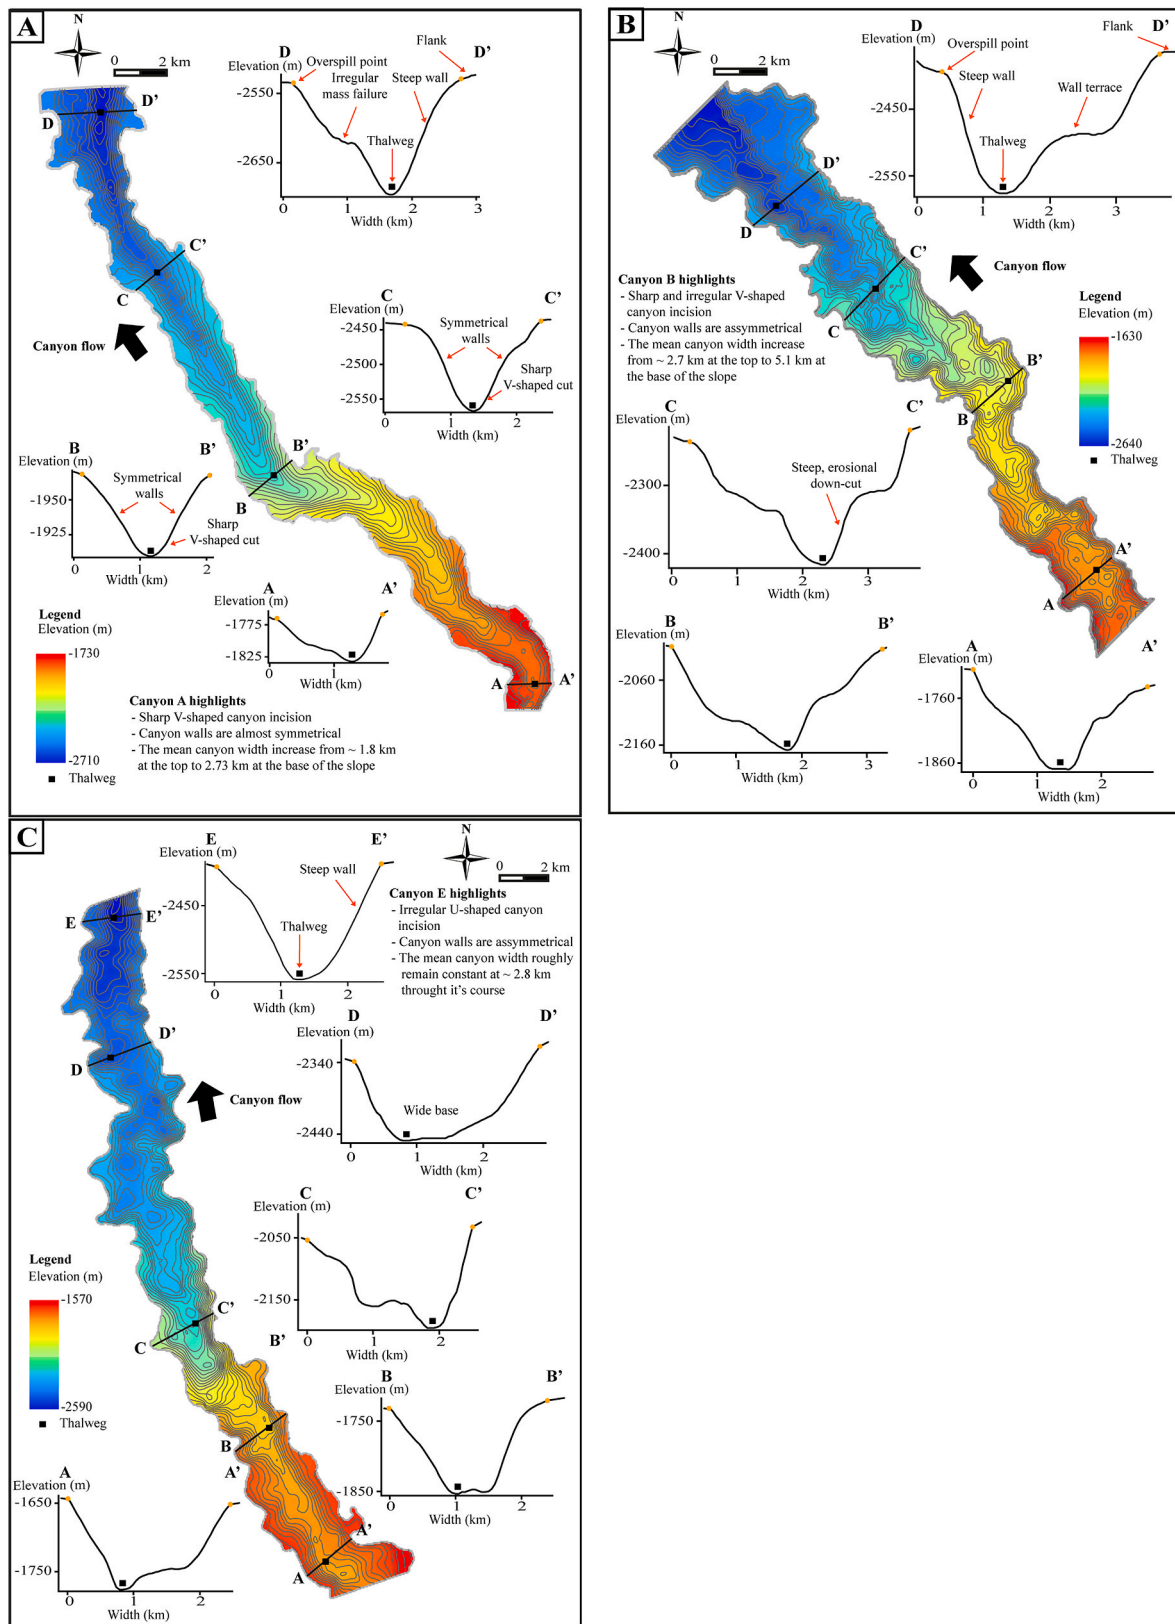 A
N
0 2 km
D D'
Elevation (m)
Overspill point
Flank
Irregular
mass failure
Steep wall
-2550
Thalweg
-2650
0 1 2 3
Width (km)
D D'
C'
C
Canyon flow
C C'
Elevation (m)
-2450
Symmetrical
walls
-2500
Sharp
V-shaped cut
-2550
1 2
Width (km)
B B'
Elevation (m)
Symmetrical
walls
-1950
Sharp
V-shaped cut
-1925
0 1 2
Width (km)
B'
B
A A'
Elevation (m)
-1775
-1825
1
Width (km)
A A'
Legend
Elevation (m)
-1730
-2710
Thalweg
Canyon A highlights
- Sharp V-shaped canyon incision
- Canyon walls are almost symmetrical
- The mean canyon width increase from ~ 1.8 km
at the top to 2.73 km at the base of the slope
B
N
0 2 km
D D'
Elevation (m)
Overspill point
Flank
Steep wall
Wall terrace
-2450
Thalweg
-2550
0 1 2 3
Width (km)
D'
D
C'
C
Canyon flow
Canyon B highlights
- Sharp and irregular V-shaped
canyon incision
- Canyon walls are assymmetrical
- The mean canyon width increase
from ~ 2.7 km at the top to 5.1 km at
the base of the slope
Legend
Elevation (m)
-1630
-2640
Thalweg
B'
B
C C'
Elevation (m)
Steep, erosional
down-cut
-2300
-2400
0 1 2 3
Width (km)
A'
A
B B'
Elevation (m)
-2060
-2160
0 1 2 3
Width (km)
A A'
Elevation (m)
-1760
-1860
0 1 2
Width (km)
C
E E'
Elevation (m)
Steep wall
-2450
Thalweg
-2550
0 1 2
Width (km)
N
0 2 km
Canyon E highlights
- Irregular U-shaped canyon
incision
- Canyon walls are assymmetrical
- The mean canyon width roughly
remain constant at ~ 2.8 km
throught it's course
E E'
D'
D
Canyon flow
D D'
Elevation (m)
-2340
Wide base
-2440
0 1 2
Width (km)
C C'
Elevation (m)
-2050
-2150
0 1 2
Width (km)
Legend
Elevation (m)
-1570
-2590
Thalweg
C'
C
B'
B
B
Elevation (m)
B'
-1750
-1850
0 1 2
Width (km)
A A'
Elevation (m)
-1650
-1750
0 1 2
Width (km)
A'
A